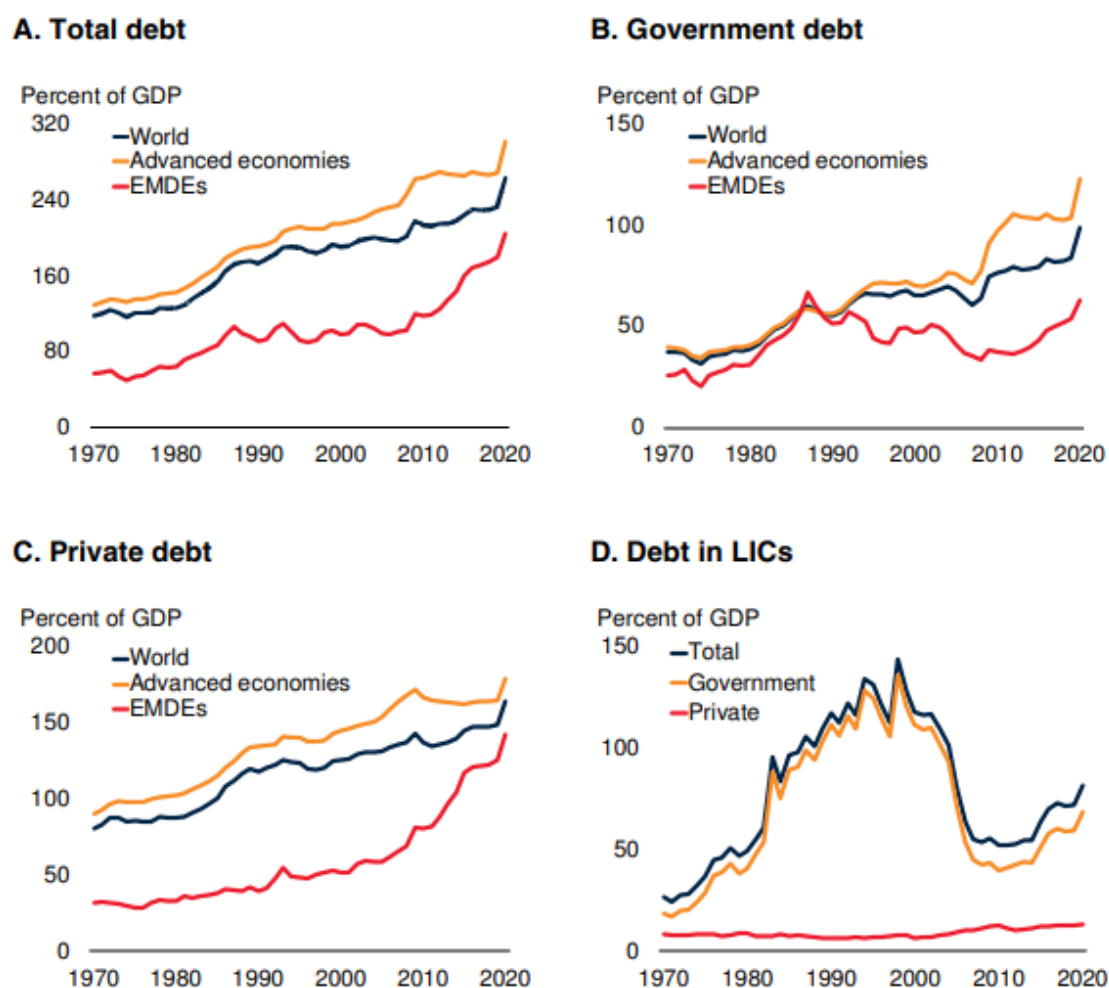 A. Total debt
Percent of GDP
320
World
Advanced economies
240
EMDEs
160
80
0
1970 1980 1990 2000 2010 2020
B. Government debt
Percent of GDP
150
World
Advanced economies
EMDEs
100
50
0
1970 1980 1990 2000 2010 2020
C. Private debt
Percent of GDP
200
World
Advanced economies
EMDEs
150
100
50
0
1970 1980 1990 2000 2010 2020
D. Debt in LICs
Percent of GDP
150
Total
Government
Private
100
50
0
1970 1980 1990 2000 2010 2020